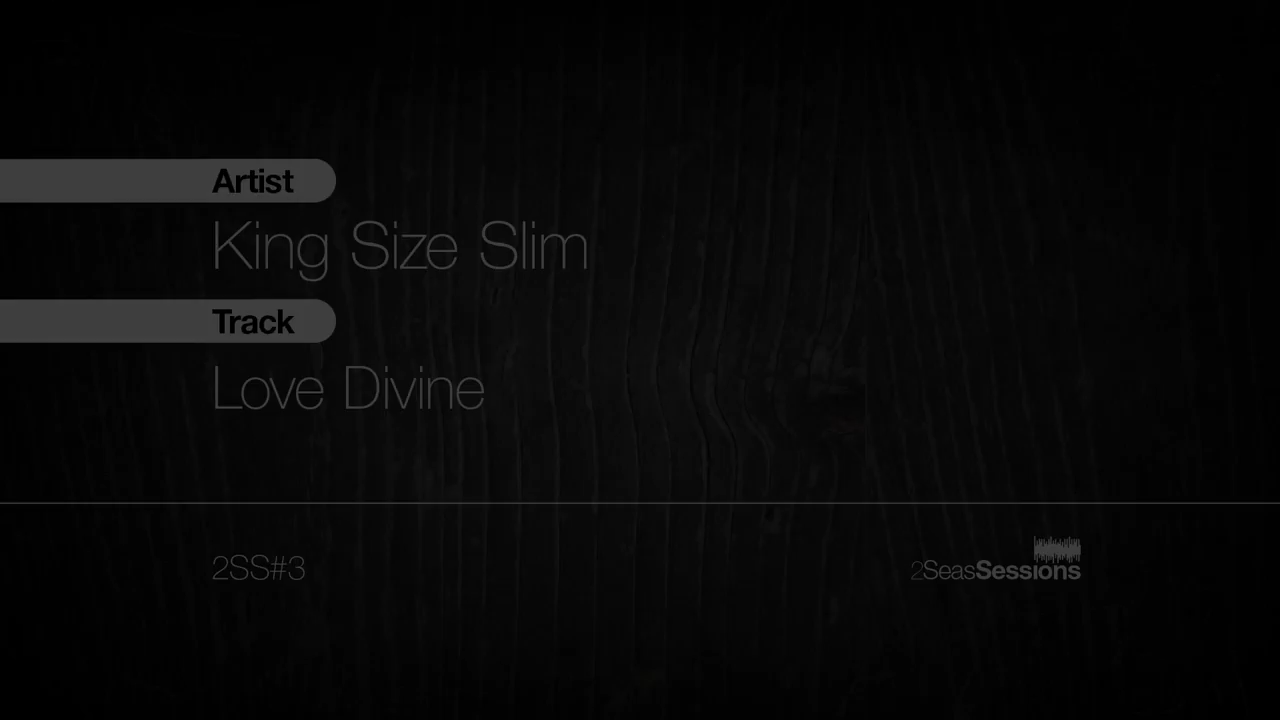 Artist
King Size Slim
Track
Love Divine
2SS#3
2SeasSessions